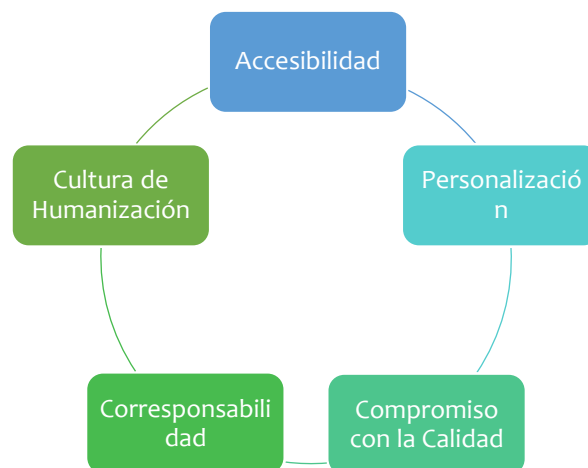 Accesibilidad
Personalizació
n
Compromiso
con la Calidad
Corresponsabili
dad
Cultura de
Humanización